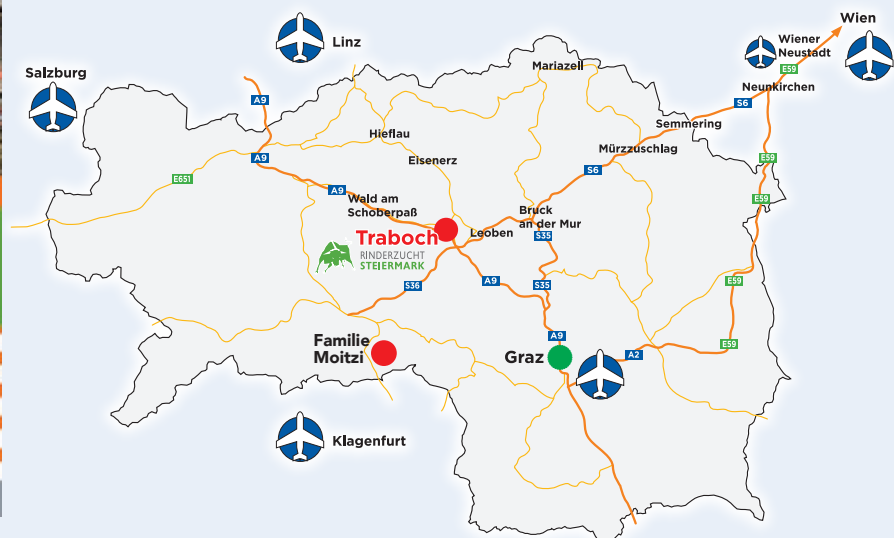 Wien
Wiener
Neustadt
Linz
E59
Salzburg
Mariazell
Neunkirchen
A9
S6
Semmering
Hieflau
Mürzzuschlag
A9
Eisenerz
E59
S6
E651
A9
Wald am
Schoberpaß
E59
Bruck
an der Mur
Traboch
Leoben
S35
RINDERZUCHT
STEIERMARK
S36
A9
S35
E59
Familie
Moitzi
A9
E59
Graz
A2
Klagenfurt